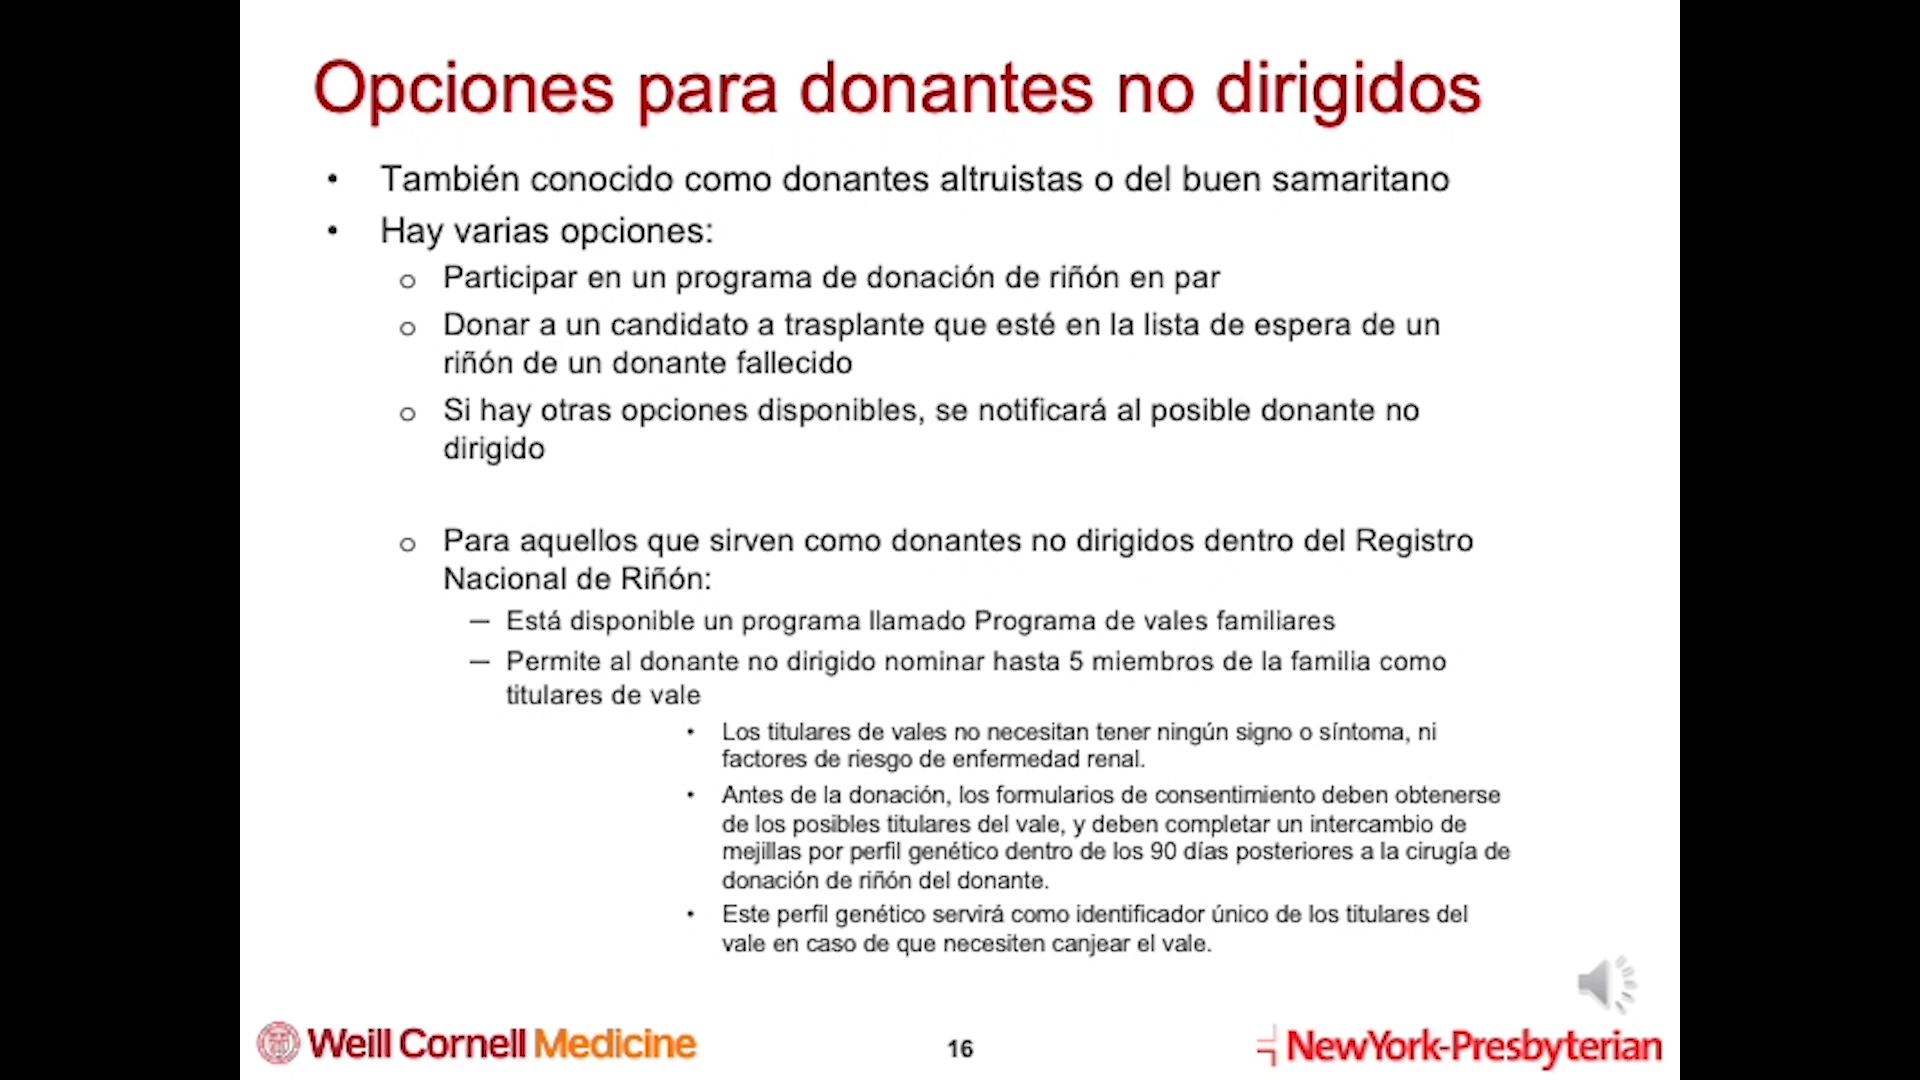 Opciones para donantes no dirigidos
• También conocido como donantes altruistas o del buen samaritano
• Hay varias opciones:
o Participar en un programa de donación de riñón en par
o Donar a un candidato a trasplante que esté en la lista de espera de un
riñón de un donante fallecido
o Si hay otras opciones disponibles, se notificará al posible donante no
dirigido
o Para aquellos que sirven como donantes no dirigidos dentro del Registro
Nacional de Riñón:
— Está disponible un programa llamado Programa de vales familiares
— Permite al donante no dirigido nominar hasta 5 miembros de la familia como
titulares de vale
• Los titulares de vales no necesitan tener ningún signo o síntoma, ni
factores de riesgo de enfermedad renal.
• Antes de la donación, los formularios de consentimiento deben obtenerse
de los posibles titulares del vale, y deben completar un intercambio de
mejillas por perfil genético dentro de los 90 días posteriores a la cirugía de
donación de riñón del donante.
• Este perfil genético servirá como identificador único de los titulares del
vale en caso de que necesiten canjear el vale.
Weill Cornell Medicine
16
NewYork-Presbyterian